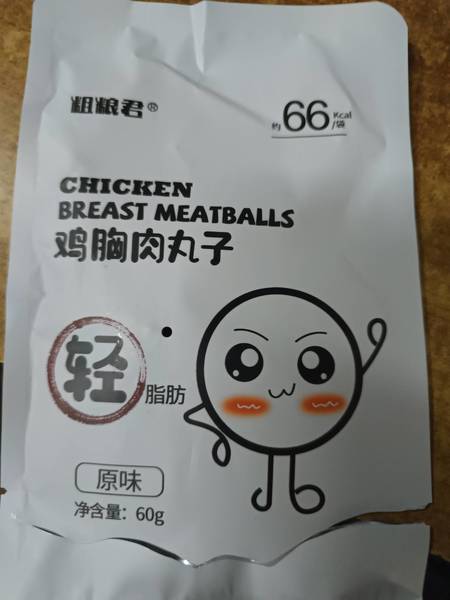 粗粮君®
约66Kcal/袋
CHICKEN
BREAST MEATBALLS
鸡胸肉丸子
轻脂肪
原味
净含量: 60g